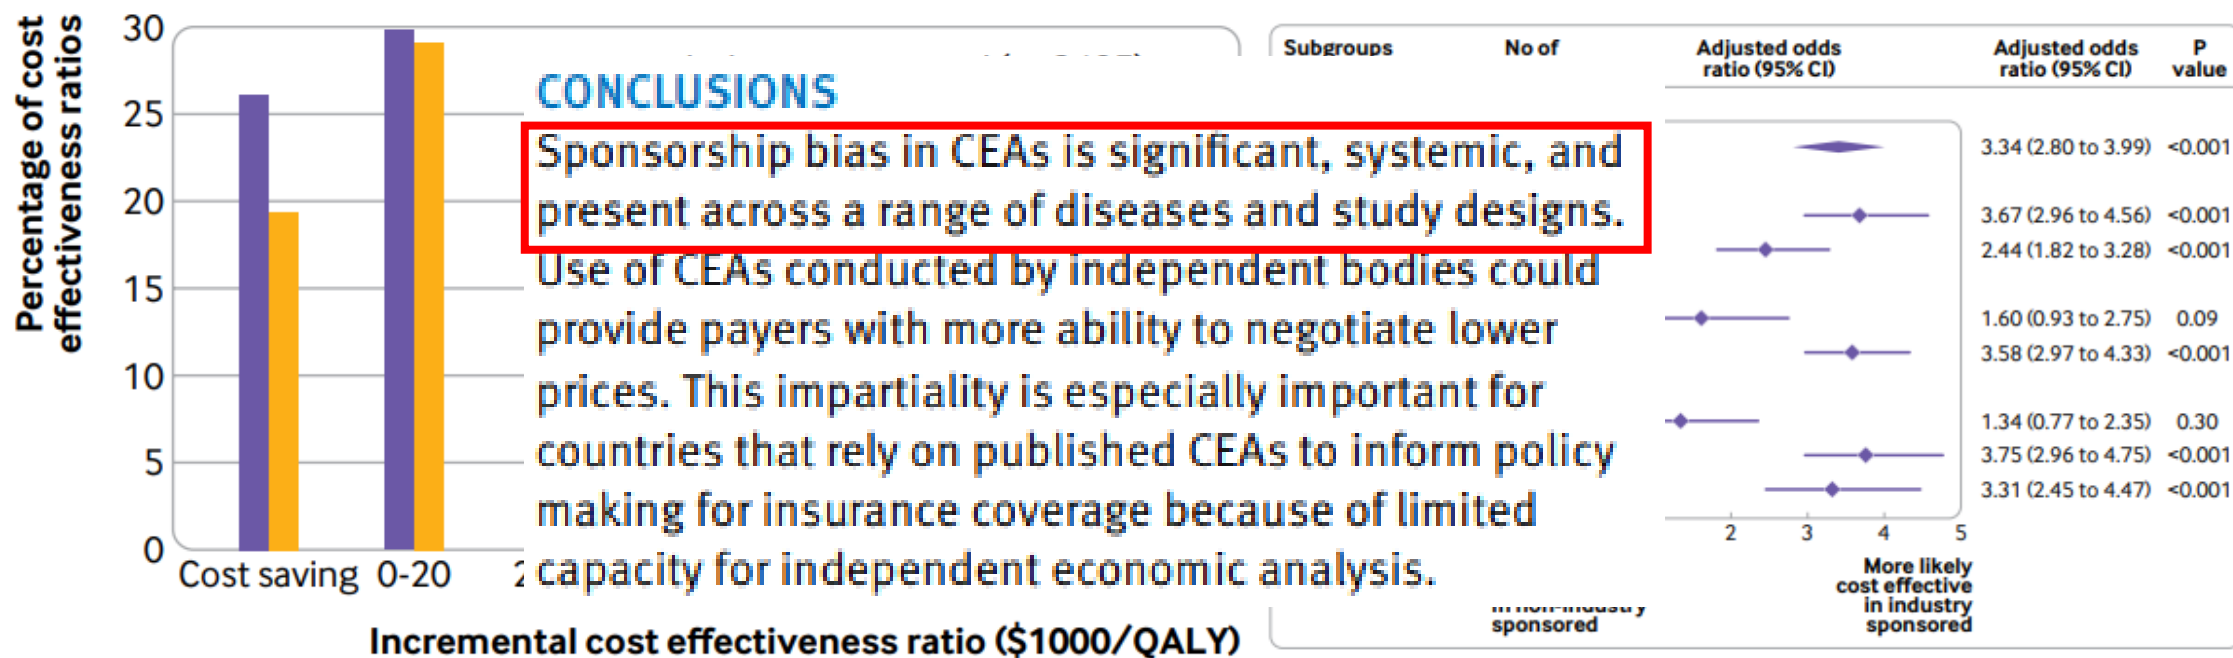 Percentage of cost
effectiveness ratios
30
25
20
15
10
5
0
Cost saving 0-20 2
Incremental cost effectiveness ratio ($1000/QALY)
CONCLUSIONS
Sponsorship bias in CEAs is significant, systemic, and
present across a range of diseases and study designs.
Use of CEAs conducted by independent bodies could
provide payers with more ability to negotiate lower
prices. This impartiality is especially important for
countries that rely on published CEAs to inform policy
making for insurance coverage because of limited
capacity for independent economic analysis.
Subgroups No of Adjusted odds Adjusted odds P
ratio (95% CI) ratio (95% CI) value
3.34 (2.80 to 3.99) <0.001
3.67 (2.96 to 4.56) <0.001
2.44 (1.82 to 3.28) <0.001
1.60 (0.93 to 2.75) 0.09
3.58 (2.97 to 4.33) <0.001
1.34 (0.77 to 2.35) 0.30
3.75 (2.96 to 4.75) <0.001
3.31 (2.45 to 4.47) <0.001
2 3 4 5
More likely
cost effective
in industry
sponsored
in non-industry
sponsored